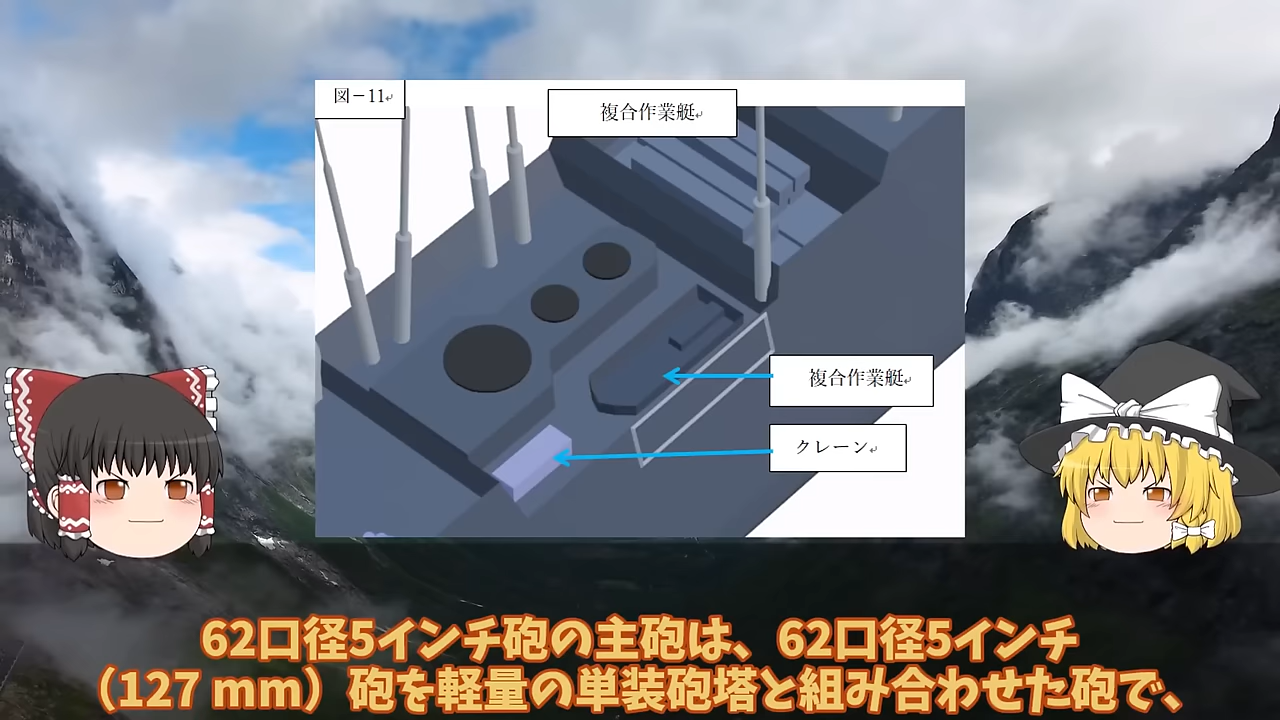 図－11
複合作業艇
複合作業艇
クレーン
62口径5インチ砲の主砲は、62口径5インチ
（127 mm）砲を軽量の単装砲塔と組み合わせた砲で、